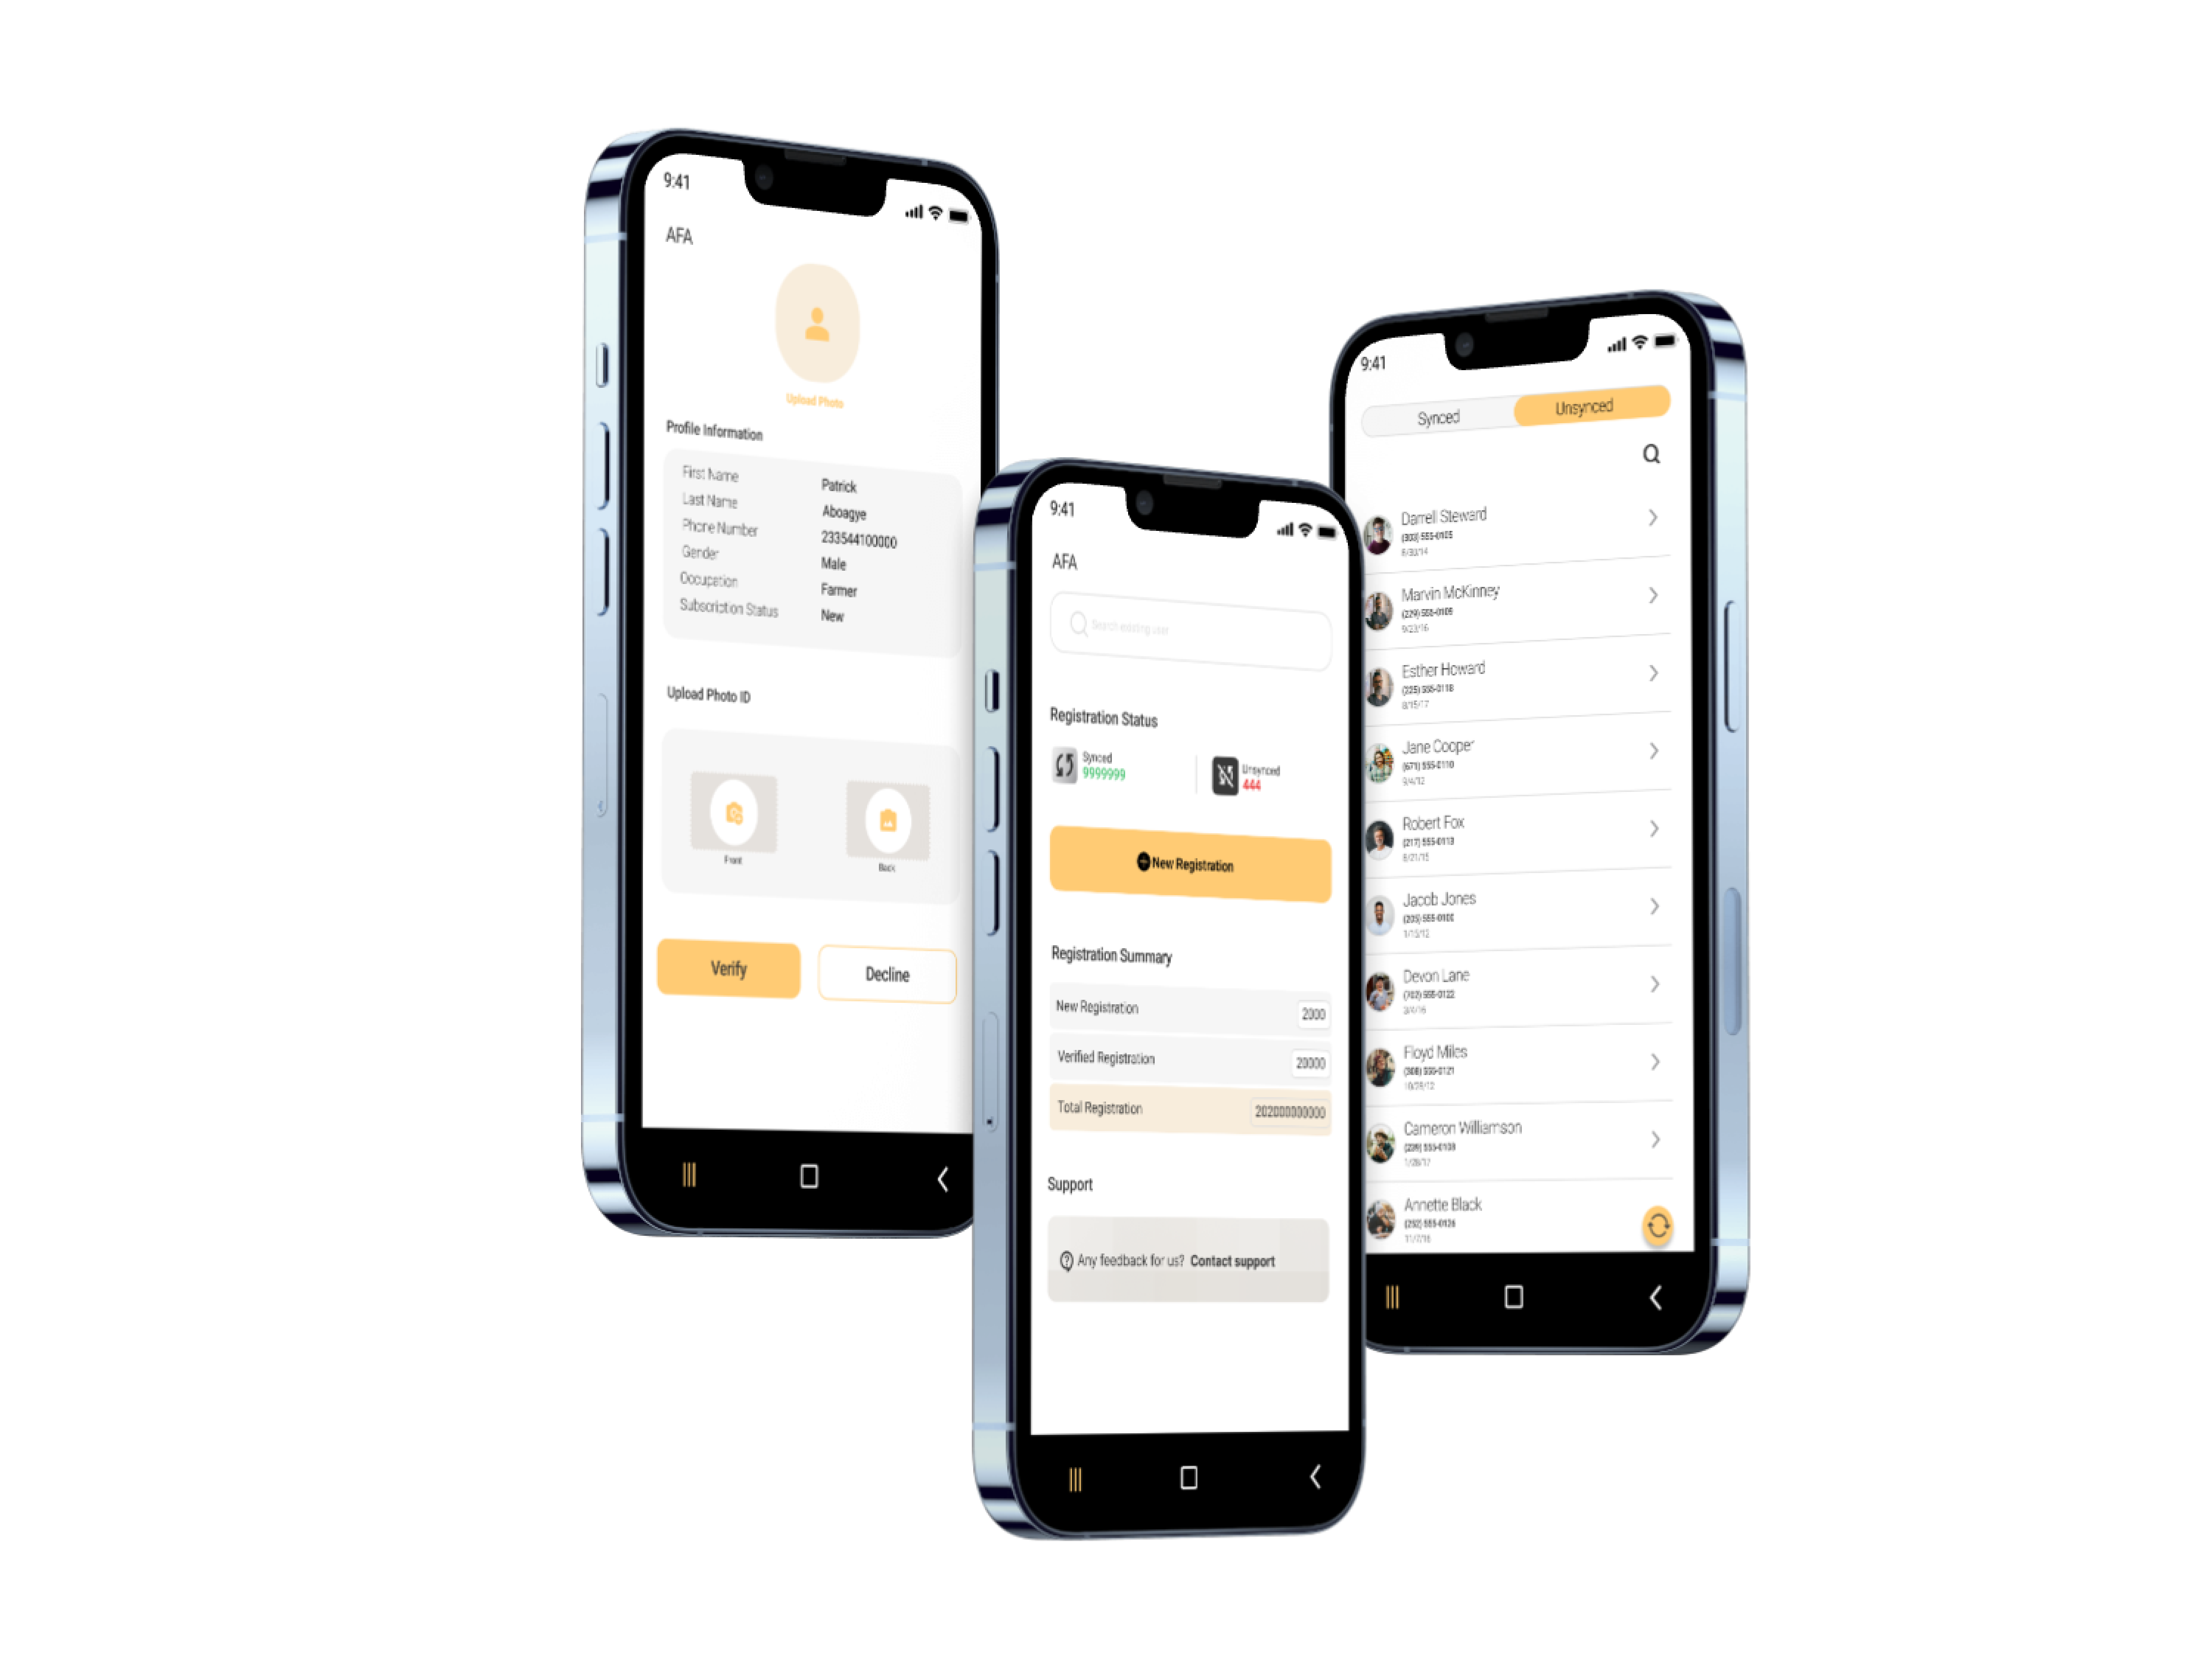 9:41
AFA
Upload Photo
Profile Information
First Name Patrick
Last Name Aboagye
Phone Number 233544100000
Gender Male
Occupation Farmer
Subscription Status New
Upload Photo ID
Front
Back
Verify
Decline
9:41
AFA
Search existing user
Registration Status
Synced
9999999
Unsynced
444
New Registration
Registration Summary
New Registration 2000
Verified Registration 20000
Total Registration 202000000000
Support
Any feedback for us? Contact support
9:41
Synced
Unsynced
Darrell Steward
(303) 555-0105
8/30/14
Marvin McKinney
(229) 555-0109
9/23/16
Esther Howard
(225) 555-0118
8/15/17
Jane Cooper
(671) 555-0110
9/4/12
Robert Fox
(217) 555-0113
8/21/15
Jacob Jones
(205) 555-0100
1/15/12
Devon Lane
(702) 555-0122
3/4/16
Floyd Miles
(308) 555-0121
10/28/12
Cameron Williamson
(239) 555-0108
1/28/17
Annette Black
(252) 555-0126
11/7/16